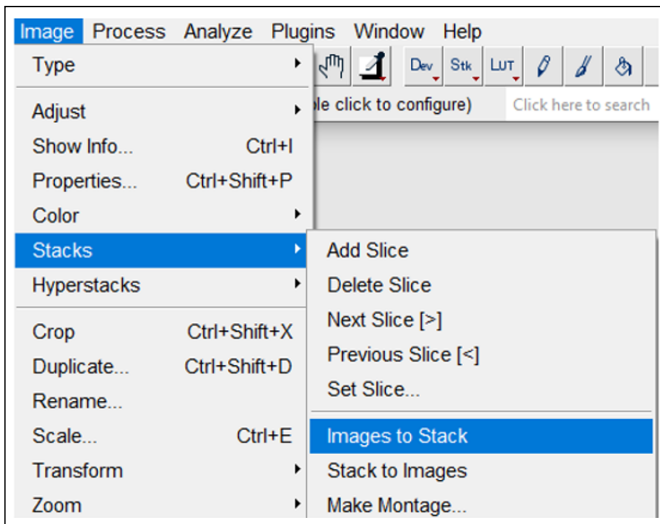 Image Process Analyze Plugins Window Help
Dev Stk LUT
le click to configure) Click here to search
Type
Adjust
Show Info... Ctrl+I
Properties... Ctrl+Shift+P
Color
Stacks
Hyperstacks
Crop Ctrl+Shift+X
Duplicate... Ctrl+Shift+D
Rename...
Scale... Ctrl+E
Transform
Zoom
Add Slice
Delete Slice
Next Slice [>]
Previous Slice [<]
Set Slice...
Images to Stack
Stack to Images
Make Montage...